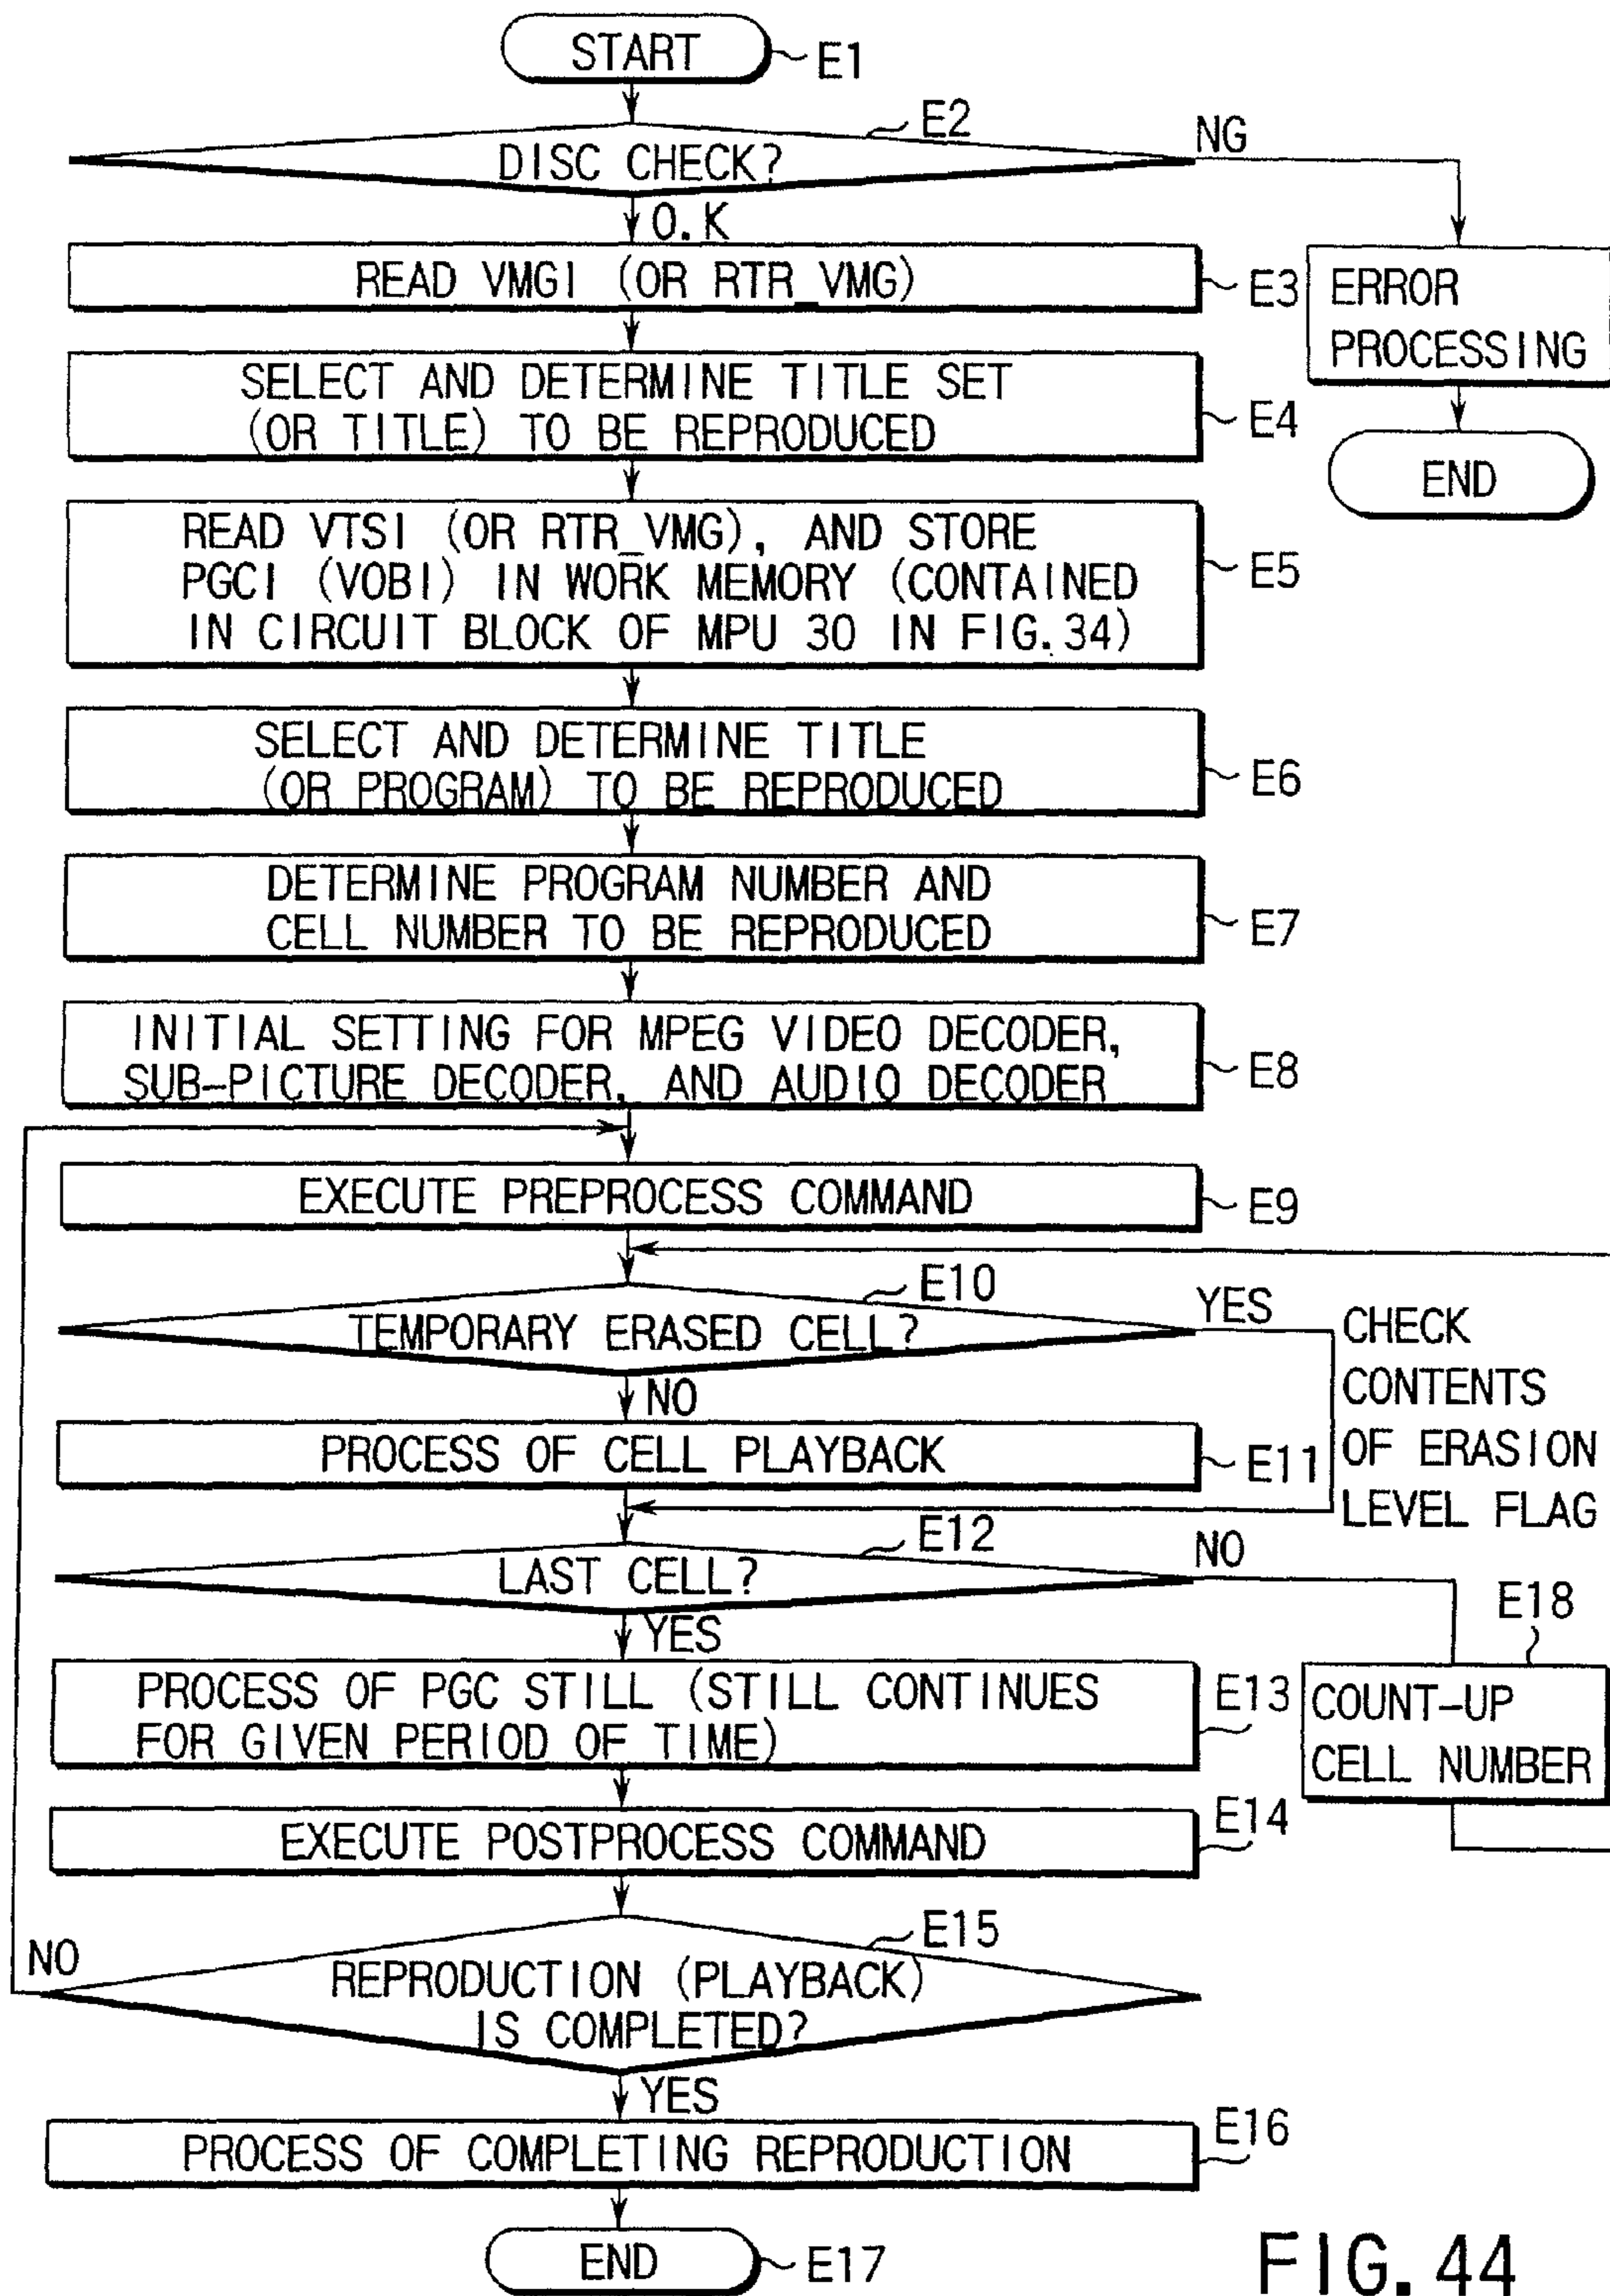 START
E1
E2
DISC CHECK?
NG
O.K
READ VMGI (OR RTR_VMG)
E3
ERROR
PROCESSING
END
SELECT AND DETERMINE TITLE SET
(OR TITLE) TO BE REPRODUCED
E4
READ VTSI (OR RTR_VMG), AND STORE
PGCI (VOBI) IN WORK MEMORY (CONTAINED
IN CIRCUIT BLOCK OF MPU 30 IN FIG.34)
E5
SELECT AND DETERMINE TITLE
(OR PROGRAM) TO BE REPRODUCED
E6
DETERMINE PROGRAM NUMBER AND
CELL NUMBER TO BE REPRODUCED
E7
INITIAL SETTING FOR MPEG VIDEO DECODER,
SUB-PICTURE DECODER, AND AUDIO DECODER
E8
EXECUTE PREPROCESS COMMAND
E9
E10
TEMPORARY ERASED CELL?
YES
CHECK
CONTENTS
OF ERASION
LEVEL FLAG
NO
PROCESS OF CELL PLAYBACK
E11
E12
LAST CELL?
NO
E18
COUNT-UP
CELL NUMBER
YES
PROCESS OF PGC STILL (STILL CONTINUES
FOR GIVEN PERIOD OF TIME)
E13
EXECUTE POSTPROCESS COMMAND
E14
E15
NO
REPRODUCTION (PLAYBACK)
IS COMPLETED?
YES
PROCESS OF COMPLETING REPRODUCTION
E16
END
E17
FIG.44